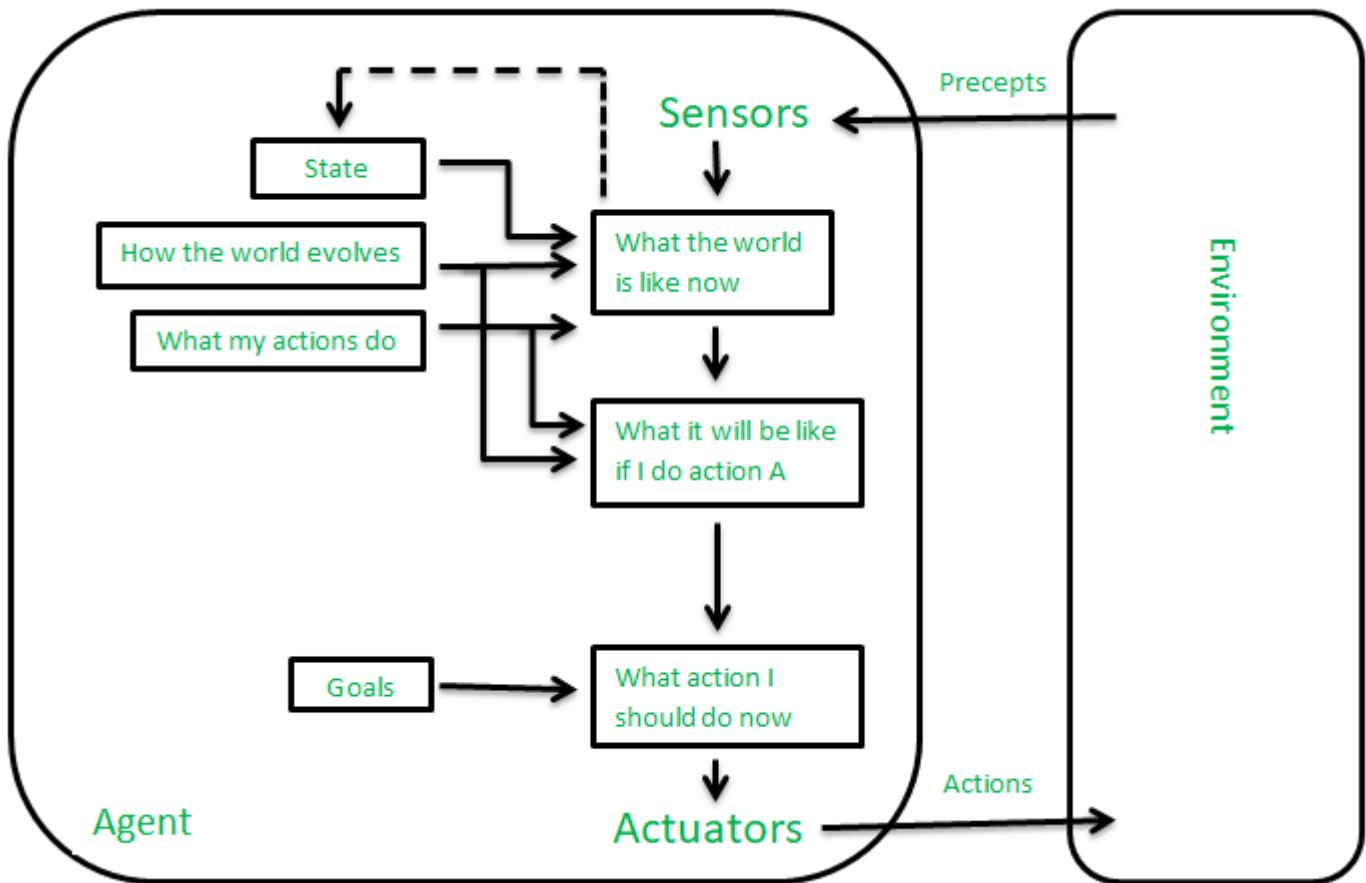 Precepts
Sensors
State
How the world evolves
What my actions do
What the world
is like now
What it will be like
if I do action A
Goals
What action I
should do now
Agent
Actuators
Actions
Environment